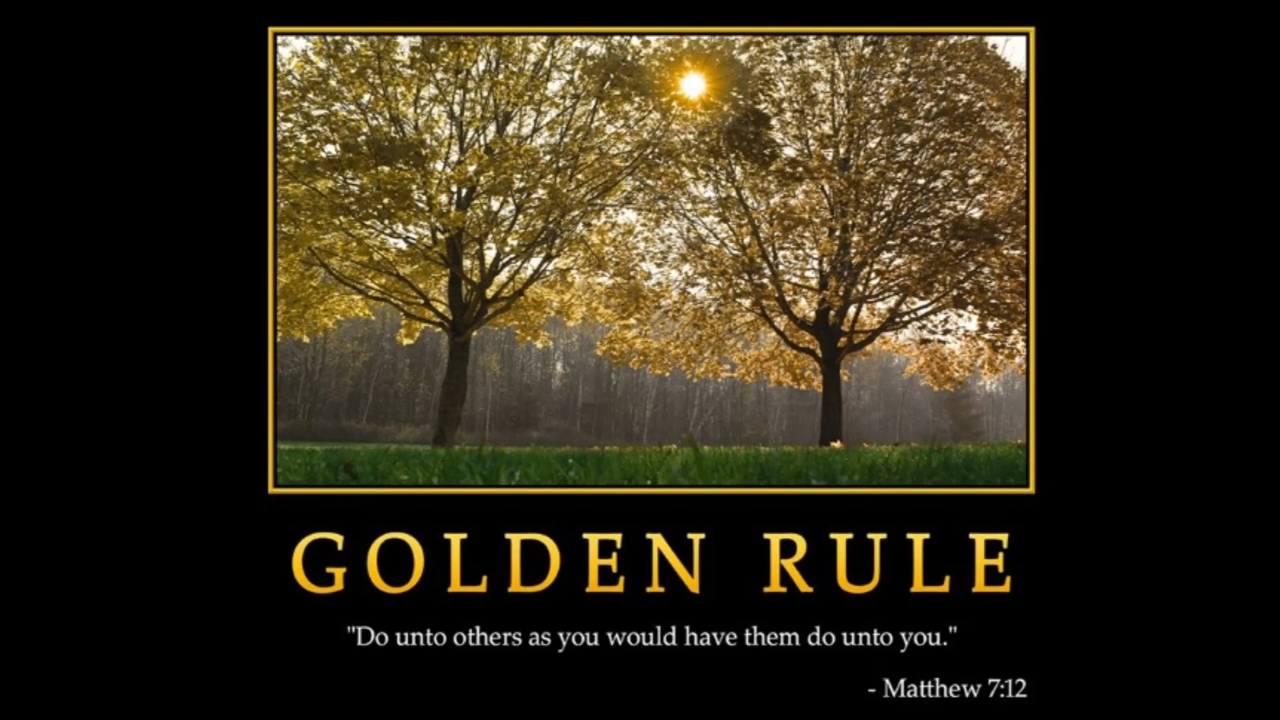 GOLDEN RULE
"Do unto others as you would have them do unto you."
- Matthew 7:12